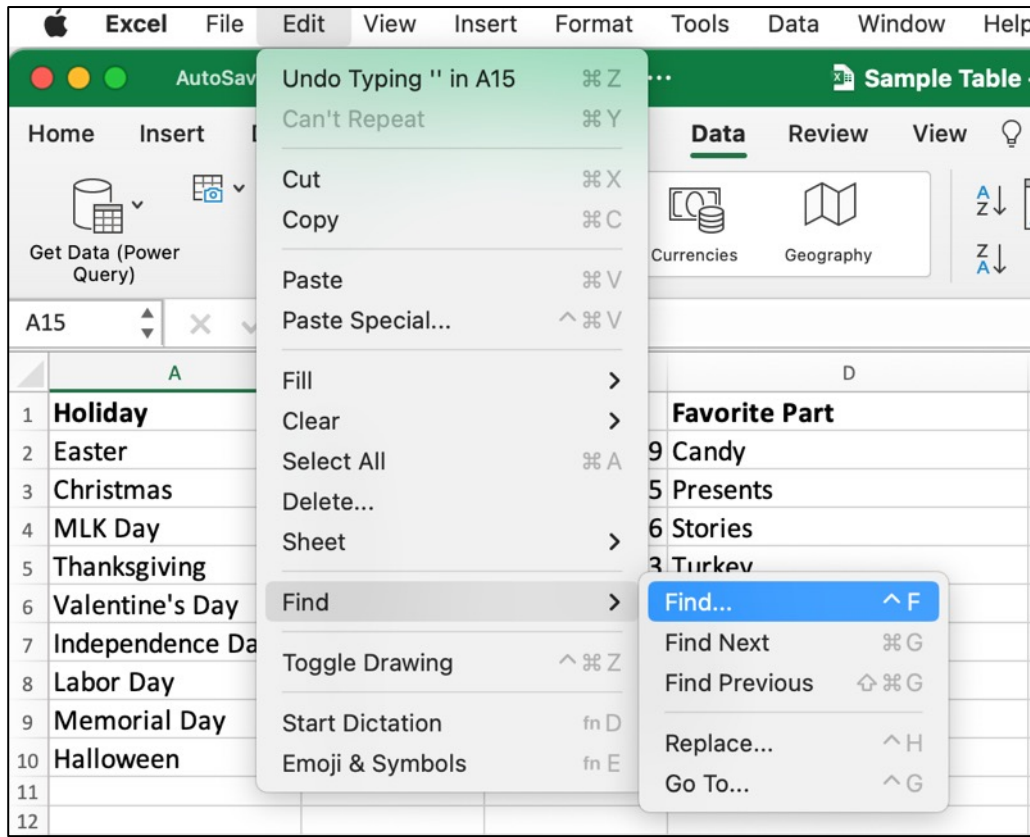 Excel File Edit View Insert Format Tools Data Window Help
AutoSav ... Sample Table -
Home Insert Data Review View
Get Data (Power
Query)
Currencies Geography
A
Z
Z
A
A15
Undo Typing '' in A15 ⌘Z
Can't Repeat ⌘Y
Cut ⌘X
Copy ⌘C
Paste ⌘V
Paste Special... ^⌘V
Fill >
Clear >
Select All ⌘A
Delete...
Sheet >
Find >
Toggle Drawing ^⌘Z
Start Dictation fn D
Emoji & Symbols fn E
Find... ^F
Find Next ⌘G
Find Previous ⇧⌘G
Replace... ^H
Go To... ^G
A D
1 Holiday Favorite Part
2 Easter 9 Candy
3 Christmas 5 Presents
4 MLK Day 6 Stories
5 Thanksgiving 3 Turkey
6 Valentine's Day
7 Independence Da
8 Labor Day
9 Memorial Day
10 Halloween
11
12